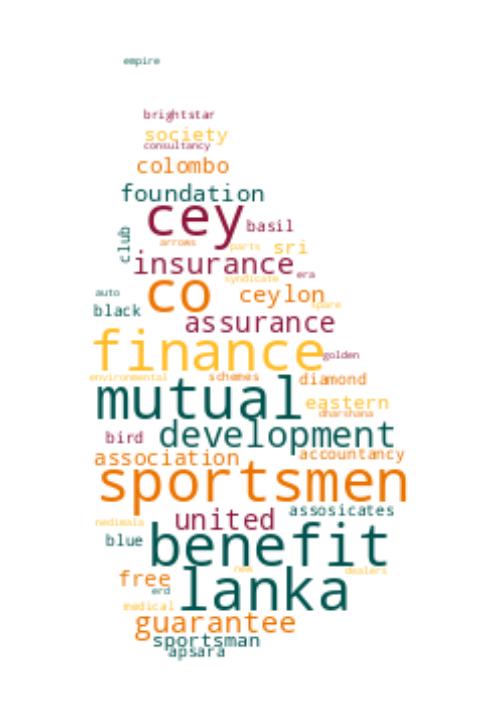 empire
brightstar
society
consultancy
colombo
foundation
cey
basil
club
arrows
parts
sri
insurance
era
syndicate
auto
co
ceylon
spare
black
assurance
finance
golden
environmental
schemes
diamond
mutual
eastern
dharshana
bird
development
association
accountancy
sportsmen
assosicates
nedimala
united
blue
benefit
new
dealers
free
erd
lanka
medical
guarantee
sportsman
apsara